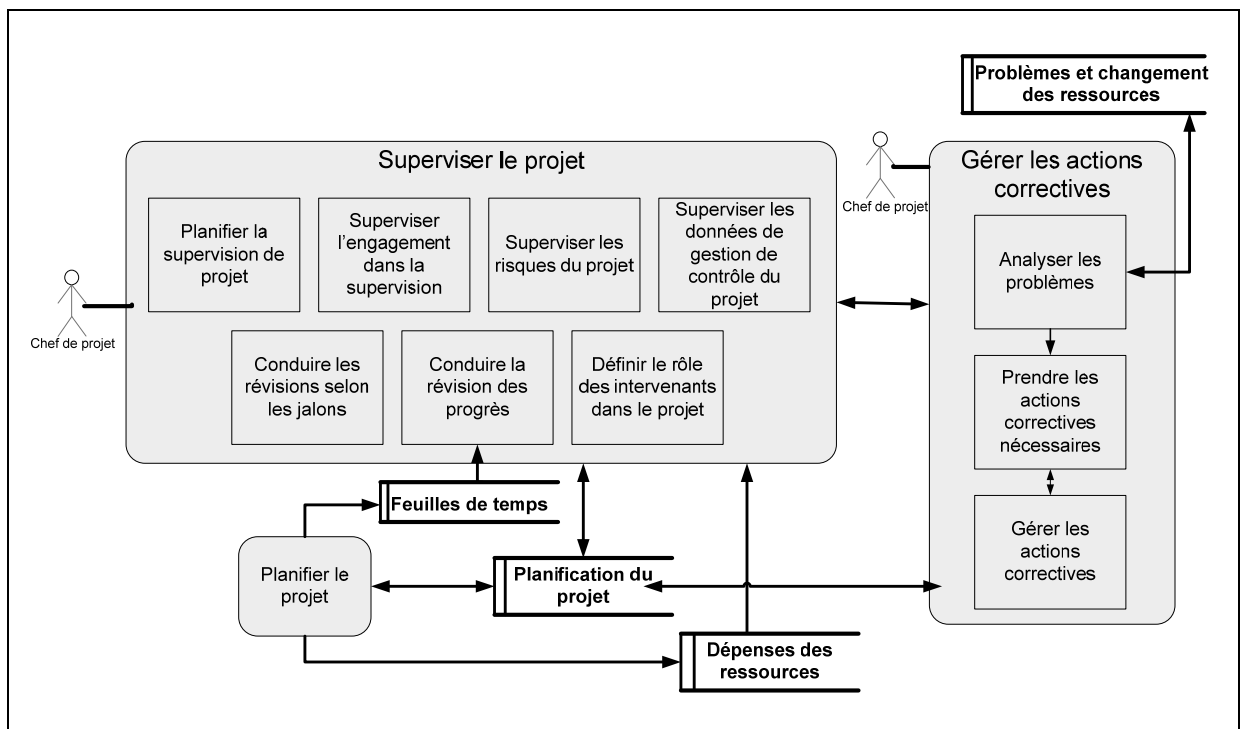 Problèmes et changement
des ressources
Superviser le projet
Planifier la
supervision de
projet
Superviser
l'engagement dans la
supervision
Superviser les
risques du projet
Superviser les
données de
gestion de
contrôle du
projet
Conduire les
révisions selon
les jalons
Conduire la
révision des
progrès
Définir le rôle
des intervenants
dans le projet
Chef de projet
Chef de projet
Gérer les actions
correctives
Analyser les
problèmes
Prendre les
actions
correctives
nécessaires
Gérer les
actions
correctives
Feuilles de temps
Planifier le
projet
Planification du
projet
Dépenses des
ressources